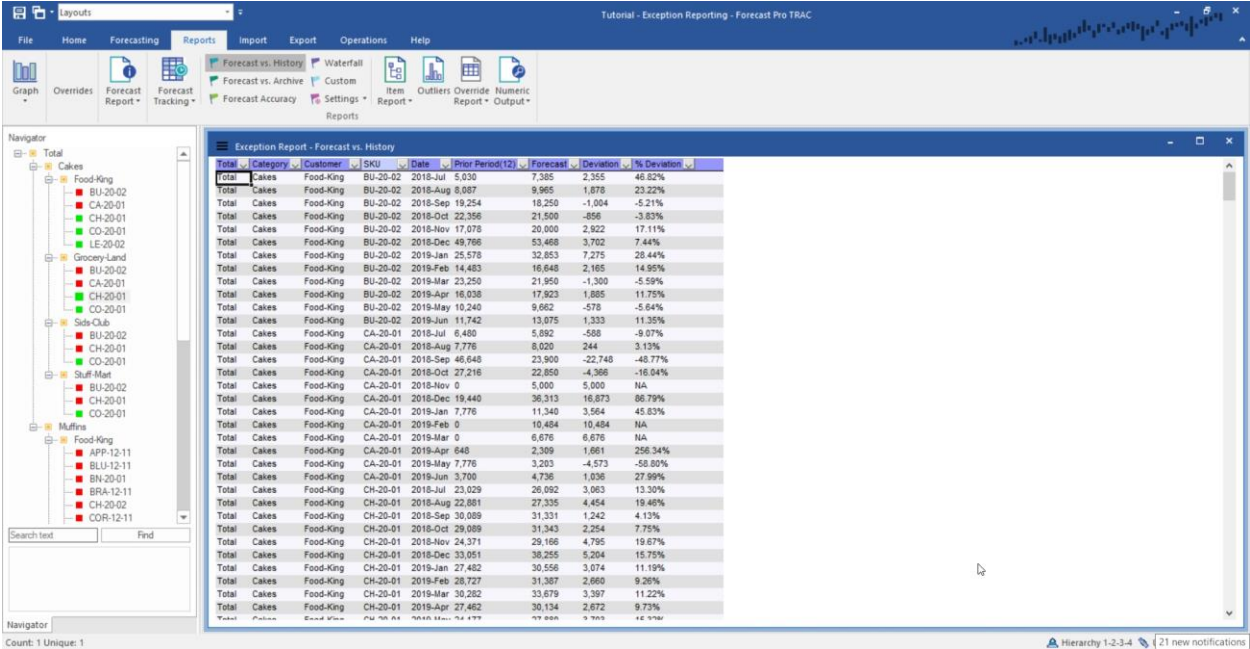 Layouts
Tutorial - Exception Reporting - Forecast Pro TRAC
File Home Forecasting Reports Import Export Operations Help
Graph Overrides Forecast Report Forecast Tracking
Forecast vs. History Waterfall
Forecast vs. Archive Custom
Forecast Accuracy Settings
Item Report Outliers Override Report Numeric Output
Reports
Navigator
Total
Cakes
Food-King
BU-20-02
CA-20-01
CH-20-01
CO-20-01
LE-20-02
Grocery-Land
BU-20-02
CA-20-01
CH-20-01
CO-20-01
Sids-Club
BU-20-02
CH-20-01
CO-20-01
Stuff-Mart
BU-20-02
CH-20-01
CO-20-01
Muffins
Food-King
APP-12-11
BLU-12-11
BN-20-01
BRA-12-11
CH-20-02
COR-12-11
Search text Find
Navigator
Count: 1 Unique: 1
Exception Report - Forecast vs. History
Total Category Customer SKU Date Prior Period(12) Forecast Deviation % Deviation
Total Cakes Food-King BU-20-02 2018-Jul 5,030 7,385 2,355 46.82%
Total Cakes Food-King BU-20-02 2018-Aug 8,087 9,965 1,878 23.22%
Total Cakes Food-King BU-20-02 2018-Sep 19,254 18,250 -1,004 -5.21%
Total Cakes Food-King BU-20-02 2018-Oct 22,356 21,500 -856 -3.83%
Total Cakes Food-King BU-20-02 2018-Nov 17,078 20,000 2,922 17.11%
Total Cakes Food-King BU-20-02 2018-Dec 49,766 53,468 3,702 7.44%
Total Cakes Food-King BU-20-02 2019-Jan 25,578 32,853 7,275 28.44%
Total Cakes Food-King BU-20-02 2019-Feb 14,483 16,648 2,165 14.95%
Total Cakes Food-King BU-20-02 2019-Mar 23,250 21,950 -1,300 -5.59%
Total Cakes Food-King BU-20-02 2019-Apr 16,038 17,923 1,885 11.75%
Total Cakes Food-King BU-20-02 2019-May 10,240 9,662 -578 -5.64%
Total Cakes Food-King BU-20-02 2019-Jun 11,742 13,075 1,333 11.35%
Total Cakes Food-King CA-20-01 2018-Jul 6,480 5,892 -588 -9.07%
Total Cakes Food-King CA-20-01 2018-Aug 7,776 8,020 244 3.13%
Total Cakes Food-King CA-20-01 2018-Sep 46,648 23,900 -22,748 -48.77%
Total Cakes Food-King CA-20-01 2018-Oct 27,216 22,850 -4,366 -16.04%
Total Cakes Food-King CA-20-01 2018-Nov 0 5,000 5,000 NA
Total Cakes Food-King CA-20-01 2018-Dec 19,440 36,313 16,873 86.79%
Total Cakes Food-King CA-20-01 2019-Jan 7,776 11,340 3,564 45.83%
Total Cakes Food-King CA-20-01 2019-Feb 0 10,484 10,484 NA
Total Cakes Food-King CA-20-01 2019-Mar 0 6,676 6,676 NA
Total Cakes Food-King CA-20-01 2019-Apr 648 2,309 1,661 256.34%
Total Cakes Food-King CA-20-01 2019-May 7,776 3,203 -4,573 -58.80%
Total Cakes Food-King CA-20-01 2019-Jun 3,700 4,736 1,036 27.99%
Total Cakes Food-King CH-20-01 2018-Jul 23,029 26,092 3,063 13.30%
Total Cakes Food-King CH-20-01 2018-Aug 22,881 27,335 4,454 19.46%
Total Cakes Food-King CH-20-01 2018-Sep 30,089 31,331 1,242 4.13%
Total Cakes Food-King CH-20-01 2018-Oct 29,089 31,343 2,254 7.75%
Total Cakes Food-King CH-20-01 2018-Nov 24,371 29,166 4,795 19.67%
Total Cakes Food-King CH-20-01 2018-Dec 33,051 38,255 5,204 15.75%
Total Cakes Food-King CH-20-01 2019-Jan 27,482 30,556 3,074 11.19%
Total Cakes Food-King CH-20-01 2019-Feb 28,727 31,387 2,660 9.26%
Total Cakes Food-King CH-20-01 2019-Mar 30,282 33,679 3,397 11.22%
Total Cakes Food-King CH-20-01 2019-Apr 27,462 30,134 2,672 9.73%
Hierarchy 1-2-3-4
21 new notifications